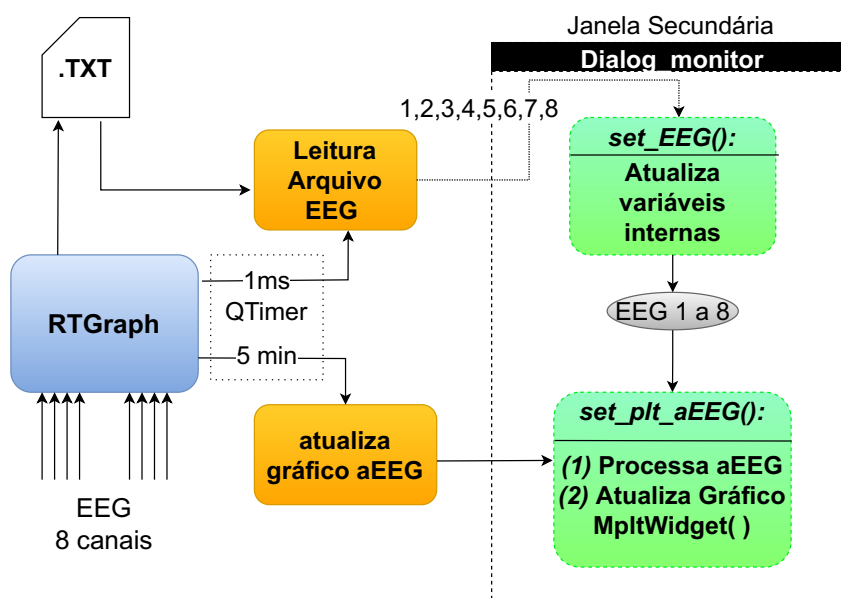 Janela Secundária
Dialog_monitor
.TXT
1,2,3,4,5,6,7,8
Leitura
Arquivo
EEG
set_EEG():
Atualiza
variáveis
internas
RTGraph
1ms
QTimer
5 min
EEG 1 a 8
atualiza
gráfico aEEG
set_plt_aEEG():
(1) Processa aEEG
(2) Atualiza Gráfico
MpltWidget( )
EEG
8 canais